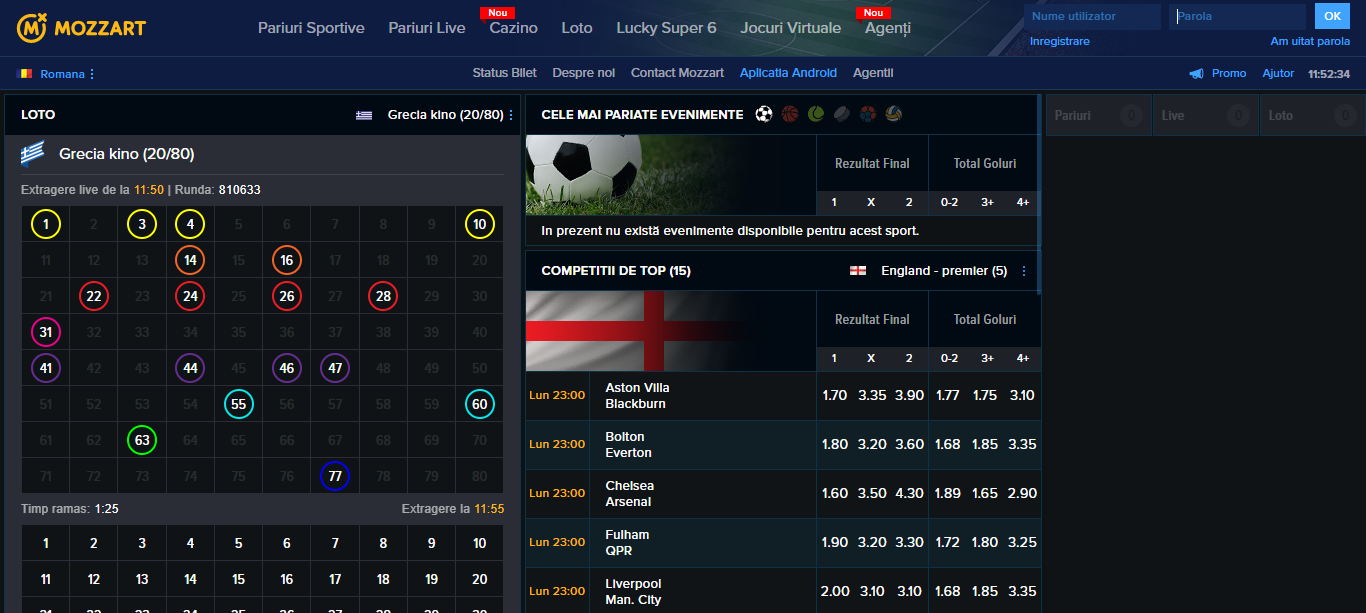 MOZZART
Pariuri Sportive
Pariuri Live
Nou
Cazino
Loto
Lucky Super 6
Jocuri Virtuale
Nou
Agenți
Nume utilizator
Parola
OK
Inregistrare
Am uitat parola
Romana
Status Bilet
Despre noi
Contact Mozzart
Aplicatia Android
Agentii
Promo
Ajutor
11:52:34
LOTO
Grecia kino (20/80)
Grecia kino (20/80)
Extragere live de la 11:50 | Runda: 810633
1 2 3 4 5 6 7 8 9 10
11 12 13 14 15 16 17 18 19 20
21 22 23 24 25 26 27 28 29 30
31 32 33 34 35 36 37 38 39 40
41 42 43 44 45 46 47 48 49 50
51 52 53 54 55 56 57 58 59 60
61 62 63 64 65 66 67 68 69 70
71 72 73 74 75 76 77 78 79 80
Timp ramas: 1:25
Extragere la 11:55
1 2 3 4 5 6 7 8 9 10
11 12 13 14 15 16 17 18 19 20
21 22 23 24 25 26 27 28 29 30
CELE MAI PARIATE EVENIMENTE
Rezultat Final
Total Goluri
1 X 2 0-2 3+ 4+
In prezent nu există evenimente disponibile pentru acest sport.
COMPETITII DE TOP (15)
England - premier (5)
Rezultat Final
Total Goluri
1 X 2 0-2 3+ 4+
Lun 23:00
Aston Villa
Blackburn
1.70 3.35 3.90 1.77 1.75 3.10
Lun 23:00
Bolton
Everton
1.80 3.20 3.60 1.68 1.85 3.35
Lun 23:00
Chelsea
Arsenal
1.60 3.50 4.30 1.89 1.65 2.90
Lun 23:00
Fulham
QPR
1.90 3.20 3.30 1.72 1.80 3.25
Lun 23:00
Liverpool
Man. City
2.00 3.10 3.10 1.68 1.85 3.35
Pariuri 0
Live 0
Loto 0